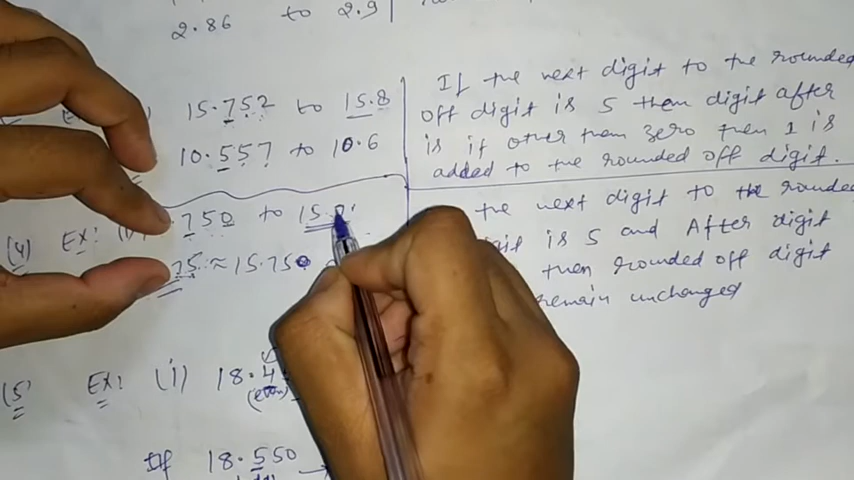 2.86 to 2.9
15.752 to 15.8
10.557 to 10.6
If the next digit to the rounded
off digit is 5 then digit after
is if other then zero then 1 is
added to the rounded off digit.
(4) Ex: 750 to 15.
75 ≈ 15.750
the next digit to the rounded
is 5 and After digit
then rounded off digit
remain unchanged
(5) Ex: (i) 18.4
(even)
If 18.550 →